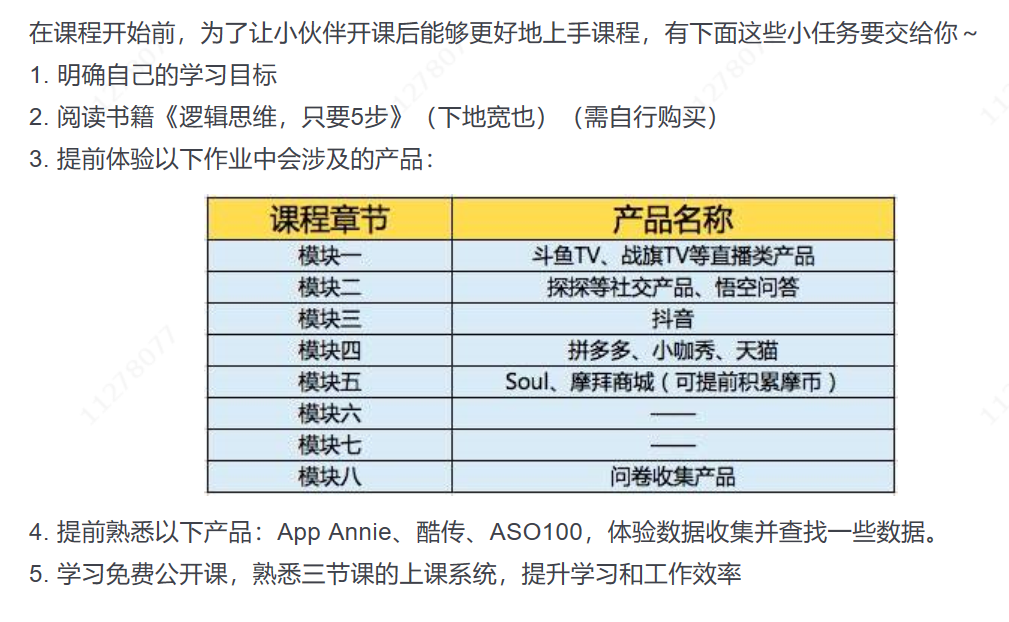 在课程开始前，为了让小伙伴开课后能够更好地上手课程，有下面这些小任务要交给你～
1. 明确自己的学习目标
2. 阅读书籍《逻辑思维，只要5步》（下地宽也）（需自行购买）
3. 提前体验以下作业中会涉及的产品：
课程章节 产品名称
模块一 斗鱼TV、战旗TV等直播类产品
模块二 探探等社交产品、悟空问答
模块三 抖音
模块四 拼多多、小咖秀、天猫
模块五 Soul、摩拜商城（可提前积累摩币）
模块六 ——
模块七 ——
模块八 问卷收集产品
4. 提前熟悉以下产品：App Annie、酷传、ASO100，体验数据收集并查找一些数据。
5. 学习免费公开课，熟悉三节课的上课系统，提升学习和工作效率
11278077